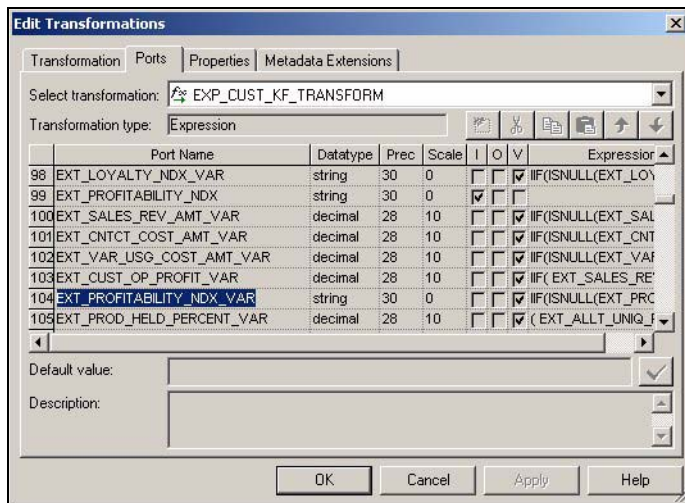 Edit Transformations
Transformation Ports Properties Metadata Extensions
Select transformation: EXP_CUST_KF_TRANSFORM
Transformation type: Expression
Port Name Datatype Prec Scale I O V Expression
98 EXT_LOYALTY_NDX_VAR string 30 0 IIF(ISNULL(EXT_LOY
99 EXT_PROFITABILITY_NDX string 30 0
100 EXT_SALES_REV_AMT_VAR decimal 28 10 IIF(ISNULL(EXT_SAL
101 EXT_CNTCT_COST_AMT_VAR decimal 28 10 IIF(ISNULL(EXT_CNT
102 EXT_VAR_USG_COST_AMT_VAR decimal 28 10 IIF(ISNULL(EXT_VAR
103 EXT_CUST_OP_PROFIT_VAR decimal 28 10 IIF( EXT_SALES_RE
104 EXT_PROFITABILITY_NDX_VAR string 30 0 IIF(ISNULL(EXT_PRO
105 EXT_PROD_HELD_PERCENT_VAR decimal 28 10 ( EXT_ALLT_UNIQ_
Default value:
Description:
OK Cancel Apply Help